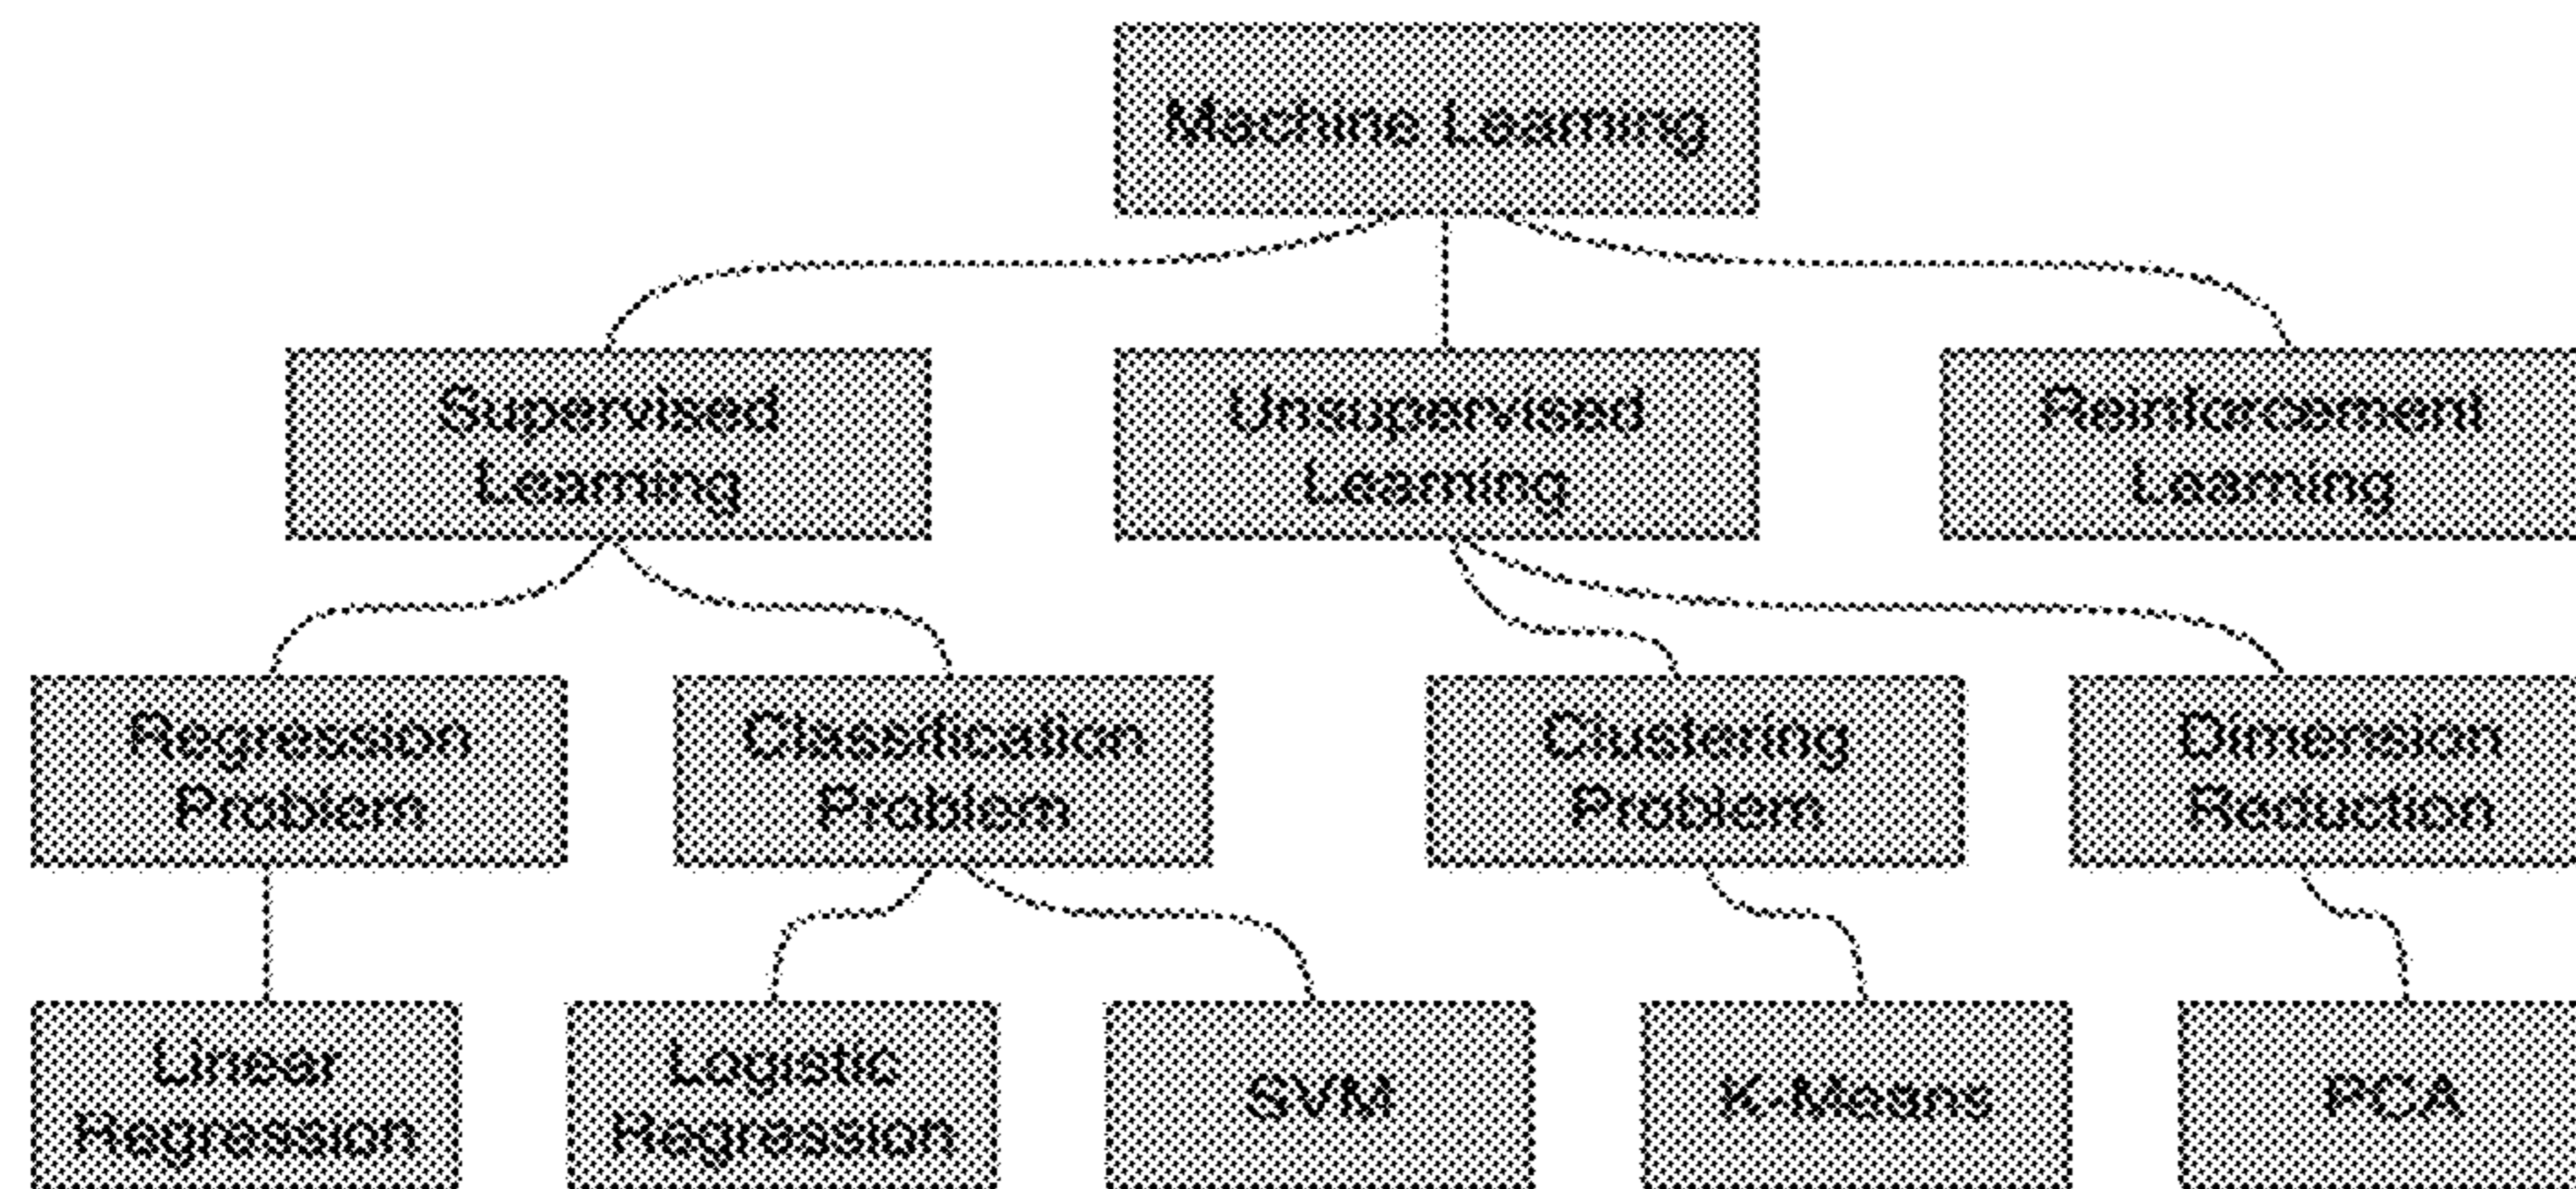 Machine Learning
Supervised
Learning
Unsupervised
Learning
Reinforcement
Learning
Regression
Problem
Classification
Problem
Clustering
Problem
Dimension
Reduction
Linear
Regression
Logistic
Regression
SVM
K-Means
PCA